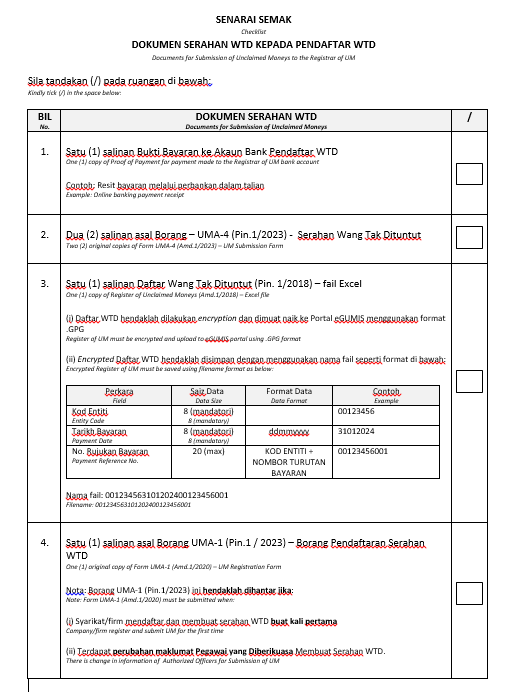 SENARAI SEMAK
Checklist
DOKUMEN SERAHAN WTD KEPADA PENDAFTAR WTD
Documents for Submission of Unclaimed Moneys to the Registrar of UM
Sila tandakan (/) pada ruangan di bawah:
Kindly tick (/) in the space below:
BIL DOKUMEN SERAHAN WTD /
No. Documents for Submission of Unclaimed Moneys
1. Satu (1) salinan Bukti Bayaran ke Akaun Bank Pendaftar WTD
One (1) copy of Proof of Payment for payment made to the Registrar of UM bank account
Contoh: Resit bayaran melalui perbankan dalam talian
Example: Online banking payment receipt
2. Dua (2) salinan asal Borang – UMA-4 (Pin.1/2023) - Serahan Wang Tak Dituntut
Two (2) original copies of Form UMA-4 (Amd.1/2023) – UM Submission Form
3. Satu (1) salinan Daftar Wang Tak Dituntut (Pin. 1/2018) – fail Excel
One (1) copy of Register of Unclaimed Moneys (Amd.1/2018) – Excel file
(i) Daftar WTD hendaklah dilakukan encryption dan dimuat naik ke Portal eGUMIS menggunakan format
.GPG
Register of UM must be encrypted and upload to eGUMIS portal using .GPG format
(ii) Encrypted Daftar WTD hendaklah disimpan dengan menggunakan nama fail seperti format di bawah:
Encrypted Register of UM must be saved using filename format as below:
Perkara Saiz Data Format Data Contoh
Field Data Size Data Format Example
Kod Entiti 8 (mandatori) 00123456
Entity Code 8 (mandatory)
Tarikh Bayaran 8 (mandatori) ddmmyyyy 31012024
Payment Date 8 (mandatory)
No. Rujukan Bayaran 20 (max) KOD ENTITI + 00123456001
Payment Reference No. NOMBOR TURUTAN
BAYARAN
Nama fail: 001234563101202400123456001
Filename: 001234563101202400123456001
4. Satu (1) salinan asal Borang UMA-1 (Pin.1 / 2023) – Borang Pendaftaran Serahan
WTD
One (1) original copy of Form UMA-1 (Amd.1/2020) – UM Registration Form
Nota: Borang UMA-1 (Pin.1/2023) ini hendaklah dihantar jika:
Note: Form UMA-1 (Amd.1/2020) must be submitted when:
(i) Syarikat/firm mendaftar dan membuat serahan WTD buat kali pertama
Company/firm register and submit UM for the first time
(ii) Terdapat perubahan maklumat Pegawai yang Diberikuasa Membuat Serahan WTD.
There is change in information of Authorized Officers for Submission of UM